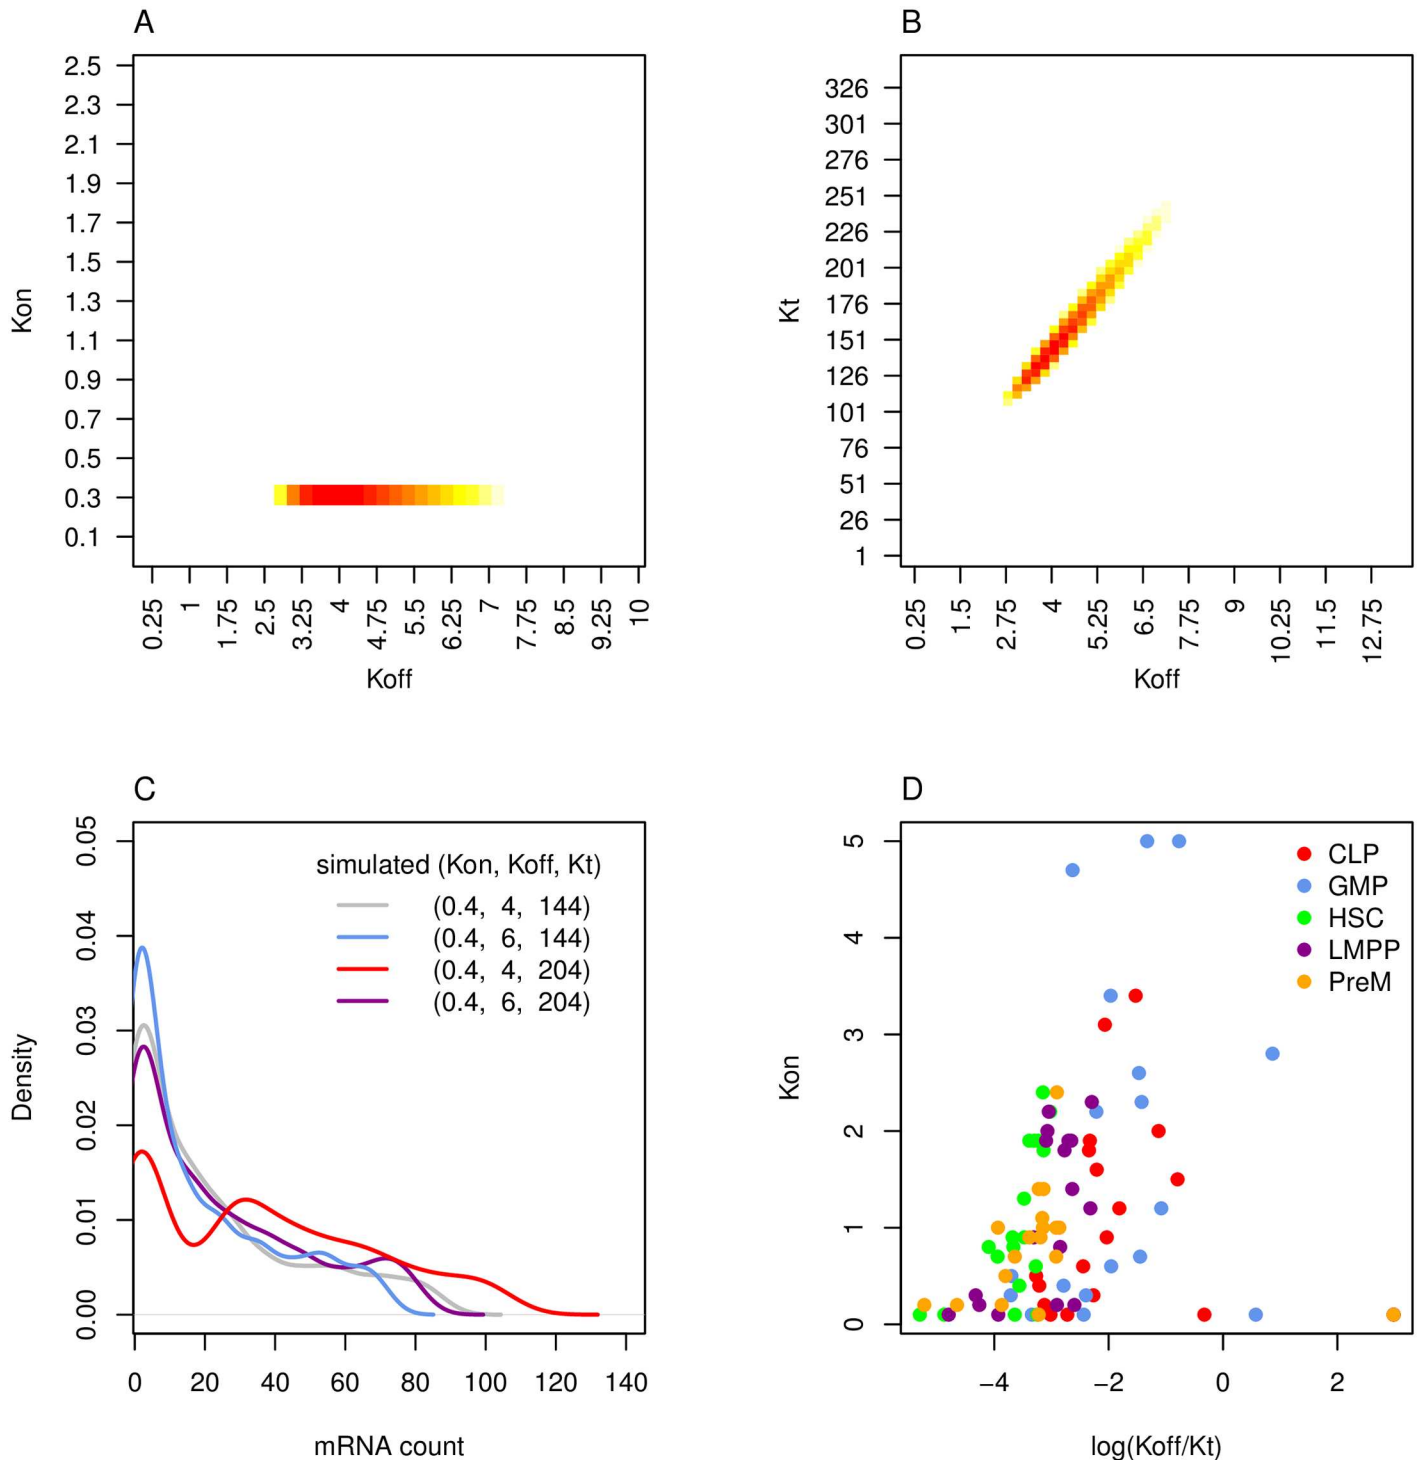 A
2.5
2.3
2.1
1.9
1.7
1.5
1.3
1.1
0.9
0.7
0.5
0.3
0.1
Kon
0.25 1 1.75 2.5 3.25 4 4.75 5.5 6.25 7 7.75 8.5 9.25 10
Koff
B
326
301
276
251
226
201
176
151
126
101
76
51
26
1
Kt
0.25 1.5 2.75 4 5.25 6.5 7.75 9 10.25 11.5 12.75
Koff
C
0.05
0.04
0.03
0.02
0.01
0.00
Density
simulated (Kon, Koff, Kt)
(0.4, 4, 144)
(0.4, 6, 144)
(0.4, 4, 204)
(0.4, 6, 204)
0 20 40 60 80 100 120 140
mRNA count
D
5
4
3
2
1
0
Kon
CLP
GMP
HSC
LMPP
PreM
−4 −2 0 2
log(Koff/Kt)